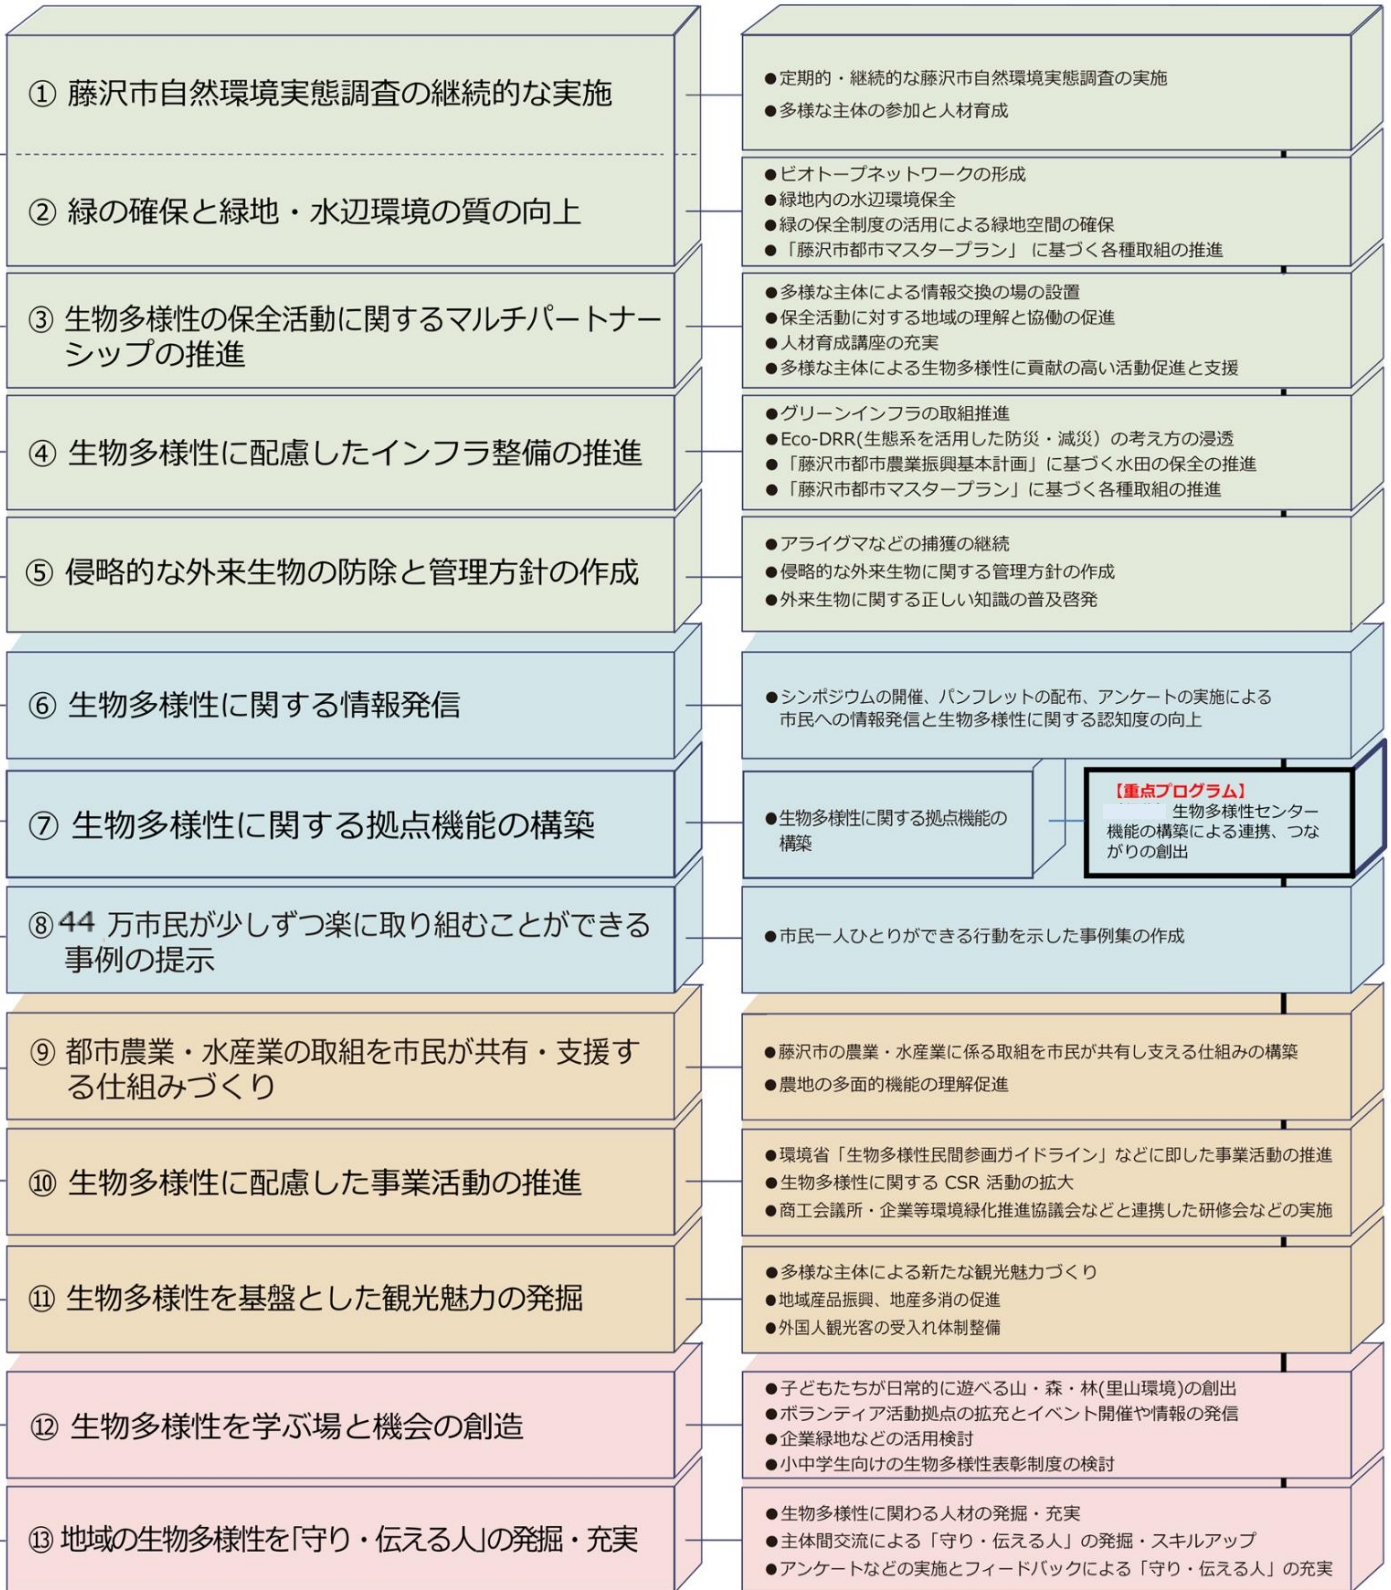 ① 藤沢市自然環境実態調査の継続的な実施
●定期的・継続的な藤沢市自然環境実態調査の実施
●多様な主体の参加と人材育成
② 緑の確保と緑地・水辺環境の質の向上
●ビオトープネットワークの形成
●緑地内の水辺環境保全
●緑の保全制度の活用による緑地空間の確保
●「藤沢市都市マスタープラン」 に基づく各種取組の推進
③ 生物多様性の保全活動に関するマルチパートナー
シップの推進
●多様な主体による情報交換の場の設置
●保全活動に対する地域の理解と協働の促進
●人材育成講座の充実
●多様な主体による生物多様性に貢献の高い活動促進と支援
④ 生物多様性に配慮したインフラ整備の推進
●グリーンインフラの取組推進
●Eco-DRR(生態系を活用した防災・減災）の考え方の浸透
●「藤沢市都市農業振興基本計画」に基づく水田の保全の推進
●「藤沢市都市マスタープラン」に基づく各種取組の推進
⑤ 侵略的な外来生物の防除と管理方針の作成
●アライグマなどの捕獲の継続
●侵略的な外来生物に関する管理方針の作成
●外来生物に関する正しい知識の普及啓発
⑥ 生物多様性に関する情報発信
●シンポジウムの開催、パンフレットの配布、アンケートの実施による
市民への情報発信と生物多様性に関する認知度の向上
⑦ 生物多様性に関する拠点機能の構築
●生物多様性に関する拠点機能の
構築
【重点プログラム】
生物多様性センター
機能の構築による連携、つな
がりの創出
⑧44 万市民が少しずつ楽に取り組むことができる
事例の提示
●市民一人ひとりができる行動を示した事例集の作成
⑨ 都市農業・水産業の取組を市民が共有・支援す
る仕組みづくり
●藤沢市の農業・水産業に係る取組を市民が共有し支える仕組みの構築
●農地の多面的機能の理解促進
⑩ 生物多様性に配慮した事業活動の推進
●環境省「生物多様性民間参画ガイドライン」などに即した事業活動の推進
●生物多様性に関する CSR 活動の拡大
●商工会議所・企業等環境緑化推進協議会などと連携した研修会などの実施
⑪ 生物多様性を基盤とした観光魅力の発掘
●多様な主体による新たな観光魅力づくり
●地域産品振興、地産多消の促進
●外国人観光客の受入れ体制整備
⑫ 生物多様性を学ぶ場と機会の創造
●子どもたちが日常的に遊べる山・森・林(里山環境)の創出
●ボランティア活動拠点の拡充とイベント開催や情報の発信
●企業緑地などの活用検討
●小中学生向けの生物多様性表彰制度の検討
⑬ 地域の生物多様性を「守り・伝える人」の発掘・充実
●生物多様性に関わる人材の発掘・充実
●主体間交流による「守り・伝える人」の発掘・スキルアップ
●アンケートなどの実施とフィードバックによる「守り・伝える人」の充実